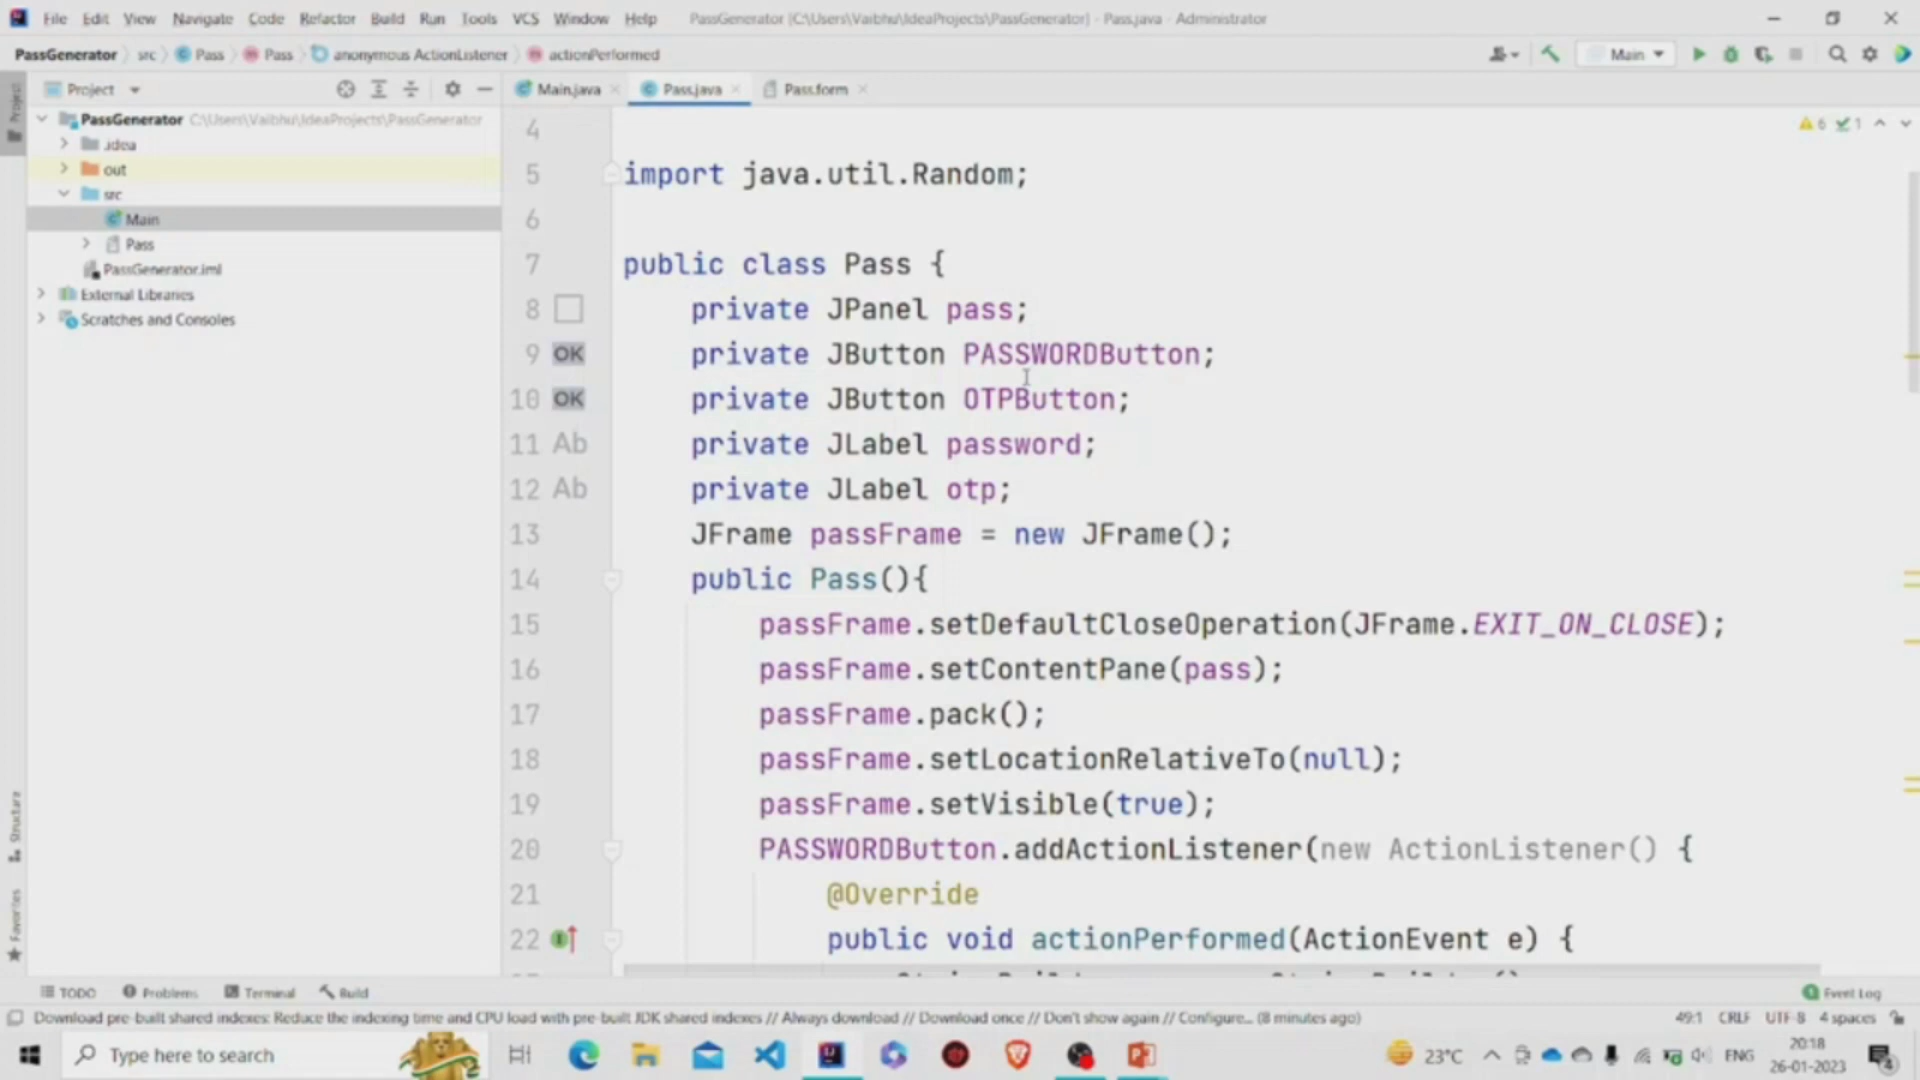 File Edit View Navigate Code Refactor Build Run Tools VCS Window Help PassGenerator [C:\Users\Vaibhu\IdeaProjects\PassGenerator] - Pass.java - Administrator
PassGenerator src Pass Pass anonymous ActionListener actionPerformed Main
Project Main.java Pass.java Pass.form
Project
PassGenerator C:\Users\Vaibhu\IdeaProjects\PassGenerator
.idea
out
src
Main
Pass
PassGenerator.iml
External Libraries
Scratches and Consoles
6 1
4
5 import java.util.Random;
6
7 public class Pass {
8 private JPanel pass;
9 OK private JButton PASSWORDButton;
10 OK private JButton OTPButton;
11 Ab private JLabel password;
12 Ab private JLabel otp;
13 JFrame passFrame = new JFrame();
14 public Pass(){
15 passFrame.setDefaultCloseOperation(JFrame.EXIT_ON_CLOSE);
16 passFrame.setContentPane(pass);
17 passFrame.pack();
18 passFrame.setLocationRelativeTo(null);
19 passFrame.setVisible(true);
20 PASSWORDButton.addActionListener(new ActionListener() {
21 @Override
22 public void actionPerformed(ActionEvent e) {
Structure
Favorites
TODO Problems Terminal Build Event Log
Download pre-built shared indexes: Reduce the indexing time and CPU load with pre-built JDK shared indexes // Always download // Download once // Don't show again // Configure... (8 minutes ago) 49:1 CRLF UTF-8 4 spaces
Type here to search 23°C ENG 20:18
26-01-2023 4